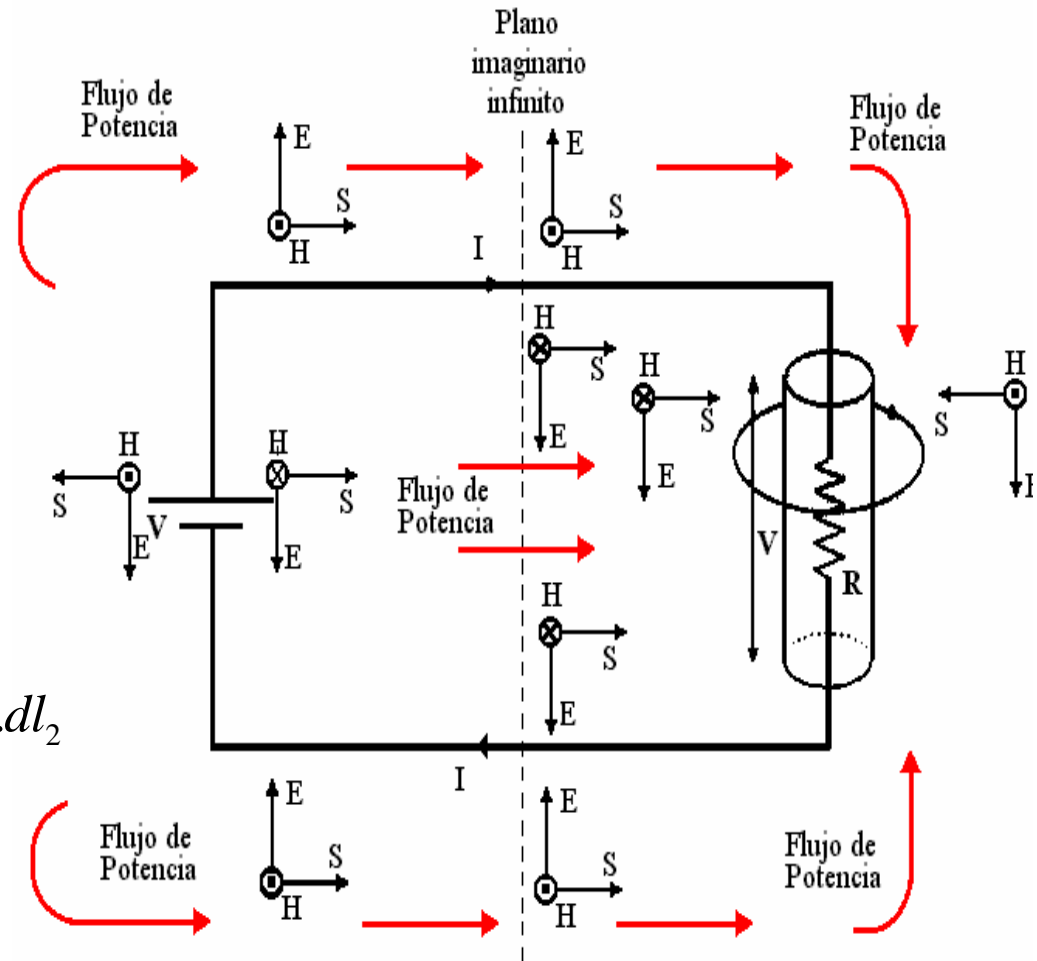 Plano
imaginario
infinito
Flujo de
Potencia
Flujo de
Potencia
E
E
S
S
H
H
I
H
S
H
H
S
S
H
H
E
S
S
E
E
Flujo de
Potencia
V
E
E
V
R
H
S
E
.dl₂
I
E
E
Flujo de
Potencia
Flujo de
Potencia
S
S
H
H